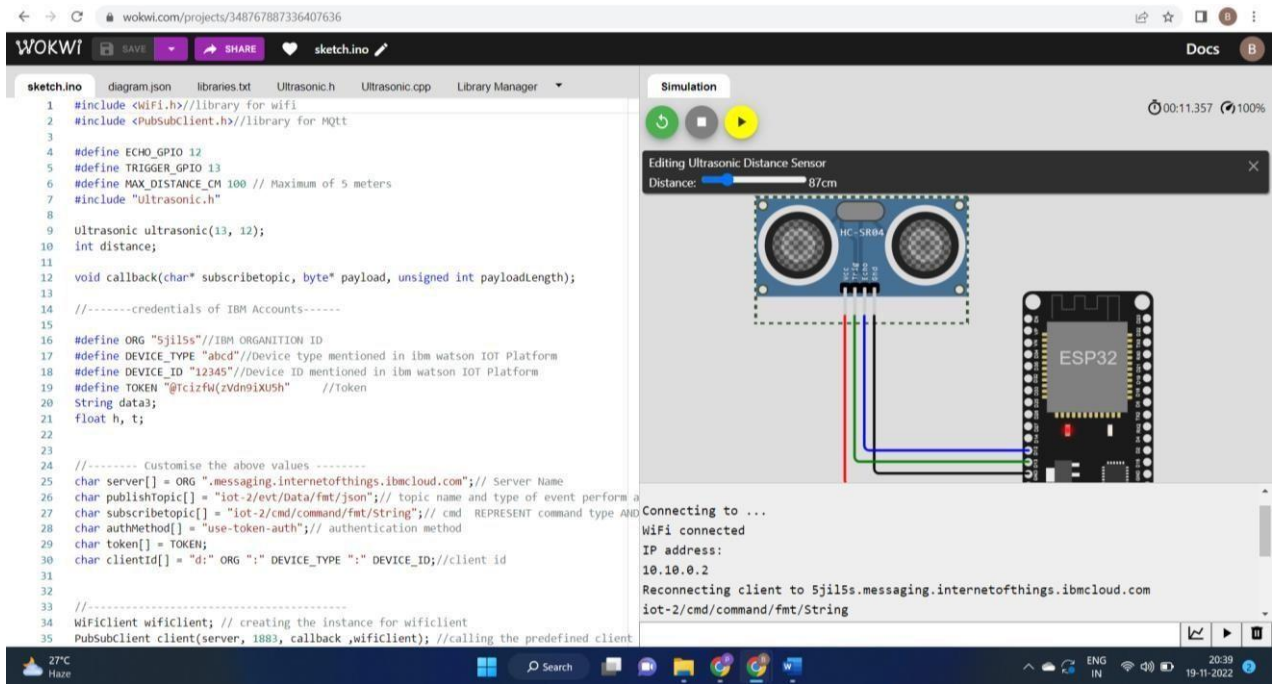 wokwi.com/projects/348767887336407636
B
WOKWI SAVE SHARE sketch.ino Docs B
sketch.ino diagram.json libraries.txt Ultrasonic.h Ultrasonic.cpp Library Manager
1 #include <WiFi.h>//library for wifi
2 #include <PubSubClient.h>//library for MQtt
3
4 #define ECHO_GPIO 12
5 #define TRIGGER_GPIO 13
6 #define MAX_DISTANCE_CM 100 // Maximum of 5 meters
7 #include "Ultrasonic.h"
8
9 Ultrasonic ultrasonic(13, 12);
10 int distance;
11
12 void callback(char* subscribetopic, byte* payload, unsigned int payloadLength);
13
14 //-------credentials of IBM Accounts------
15
16 #define ORG "5jil5s"//IBM ORGANITION ID
17 #define DEVICE_TYPE "abcd"//Device type mentioned in ibm watson IOT Platform
18 #define DEVICE_ID "12345"//Device ID mentioned in ibm watson IOT Platform
19 #define TOKEN "@TcizfW(zVdn9iXU5h" //Token
20 String data3;
21 float h, t;
22
23
24 //-------- Customise the above values --------
25 char server[] = ORG ".messaging.internetofthings.ibmcloud.com";// Server Name
26 char publishTopic[] = "iot-2/evt/Data/fmt/json";// topic name and type of event perform a
27 char subscribetopic[] = "iot-2/cmd/command/fmt/String";// cmd REPRESENT command type AND
28 char authMethod[] = "use-token-auth";// authentication method
29 char token[] = TOKEN;
30 char clientId[] = "d:" ORG ":" DEVICE_TYPE ":" DEVICE_ID;//client id
31
32
33 //-----------------------------------------
34 WiFiClient wifiClient; // creating the instance for wificlient
35 PubSubClient client(server, 1883, callback ,wifiClient); //calling the predefined client
Simulation
00:11.357 100%
Editing Ultrasonic Distance Sensor
Distance: 87cm
HC-SR04
Vcc
Trig
Echo
Gnd
ESP32
Connecting to ...
WiFi connected
IP address:
10.10.0.2
Reconnecting client to 5jil5s.messaging.internetofthings.ibmcloud.com
iot-2/cmd/command/fmt/String
27°C
Haze
Search
ENG
IN
20:39
19-11-2022
2